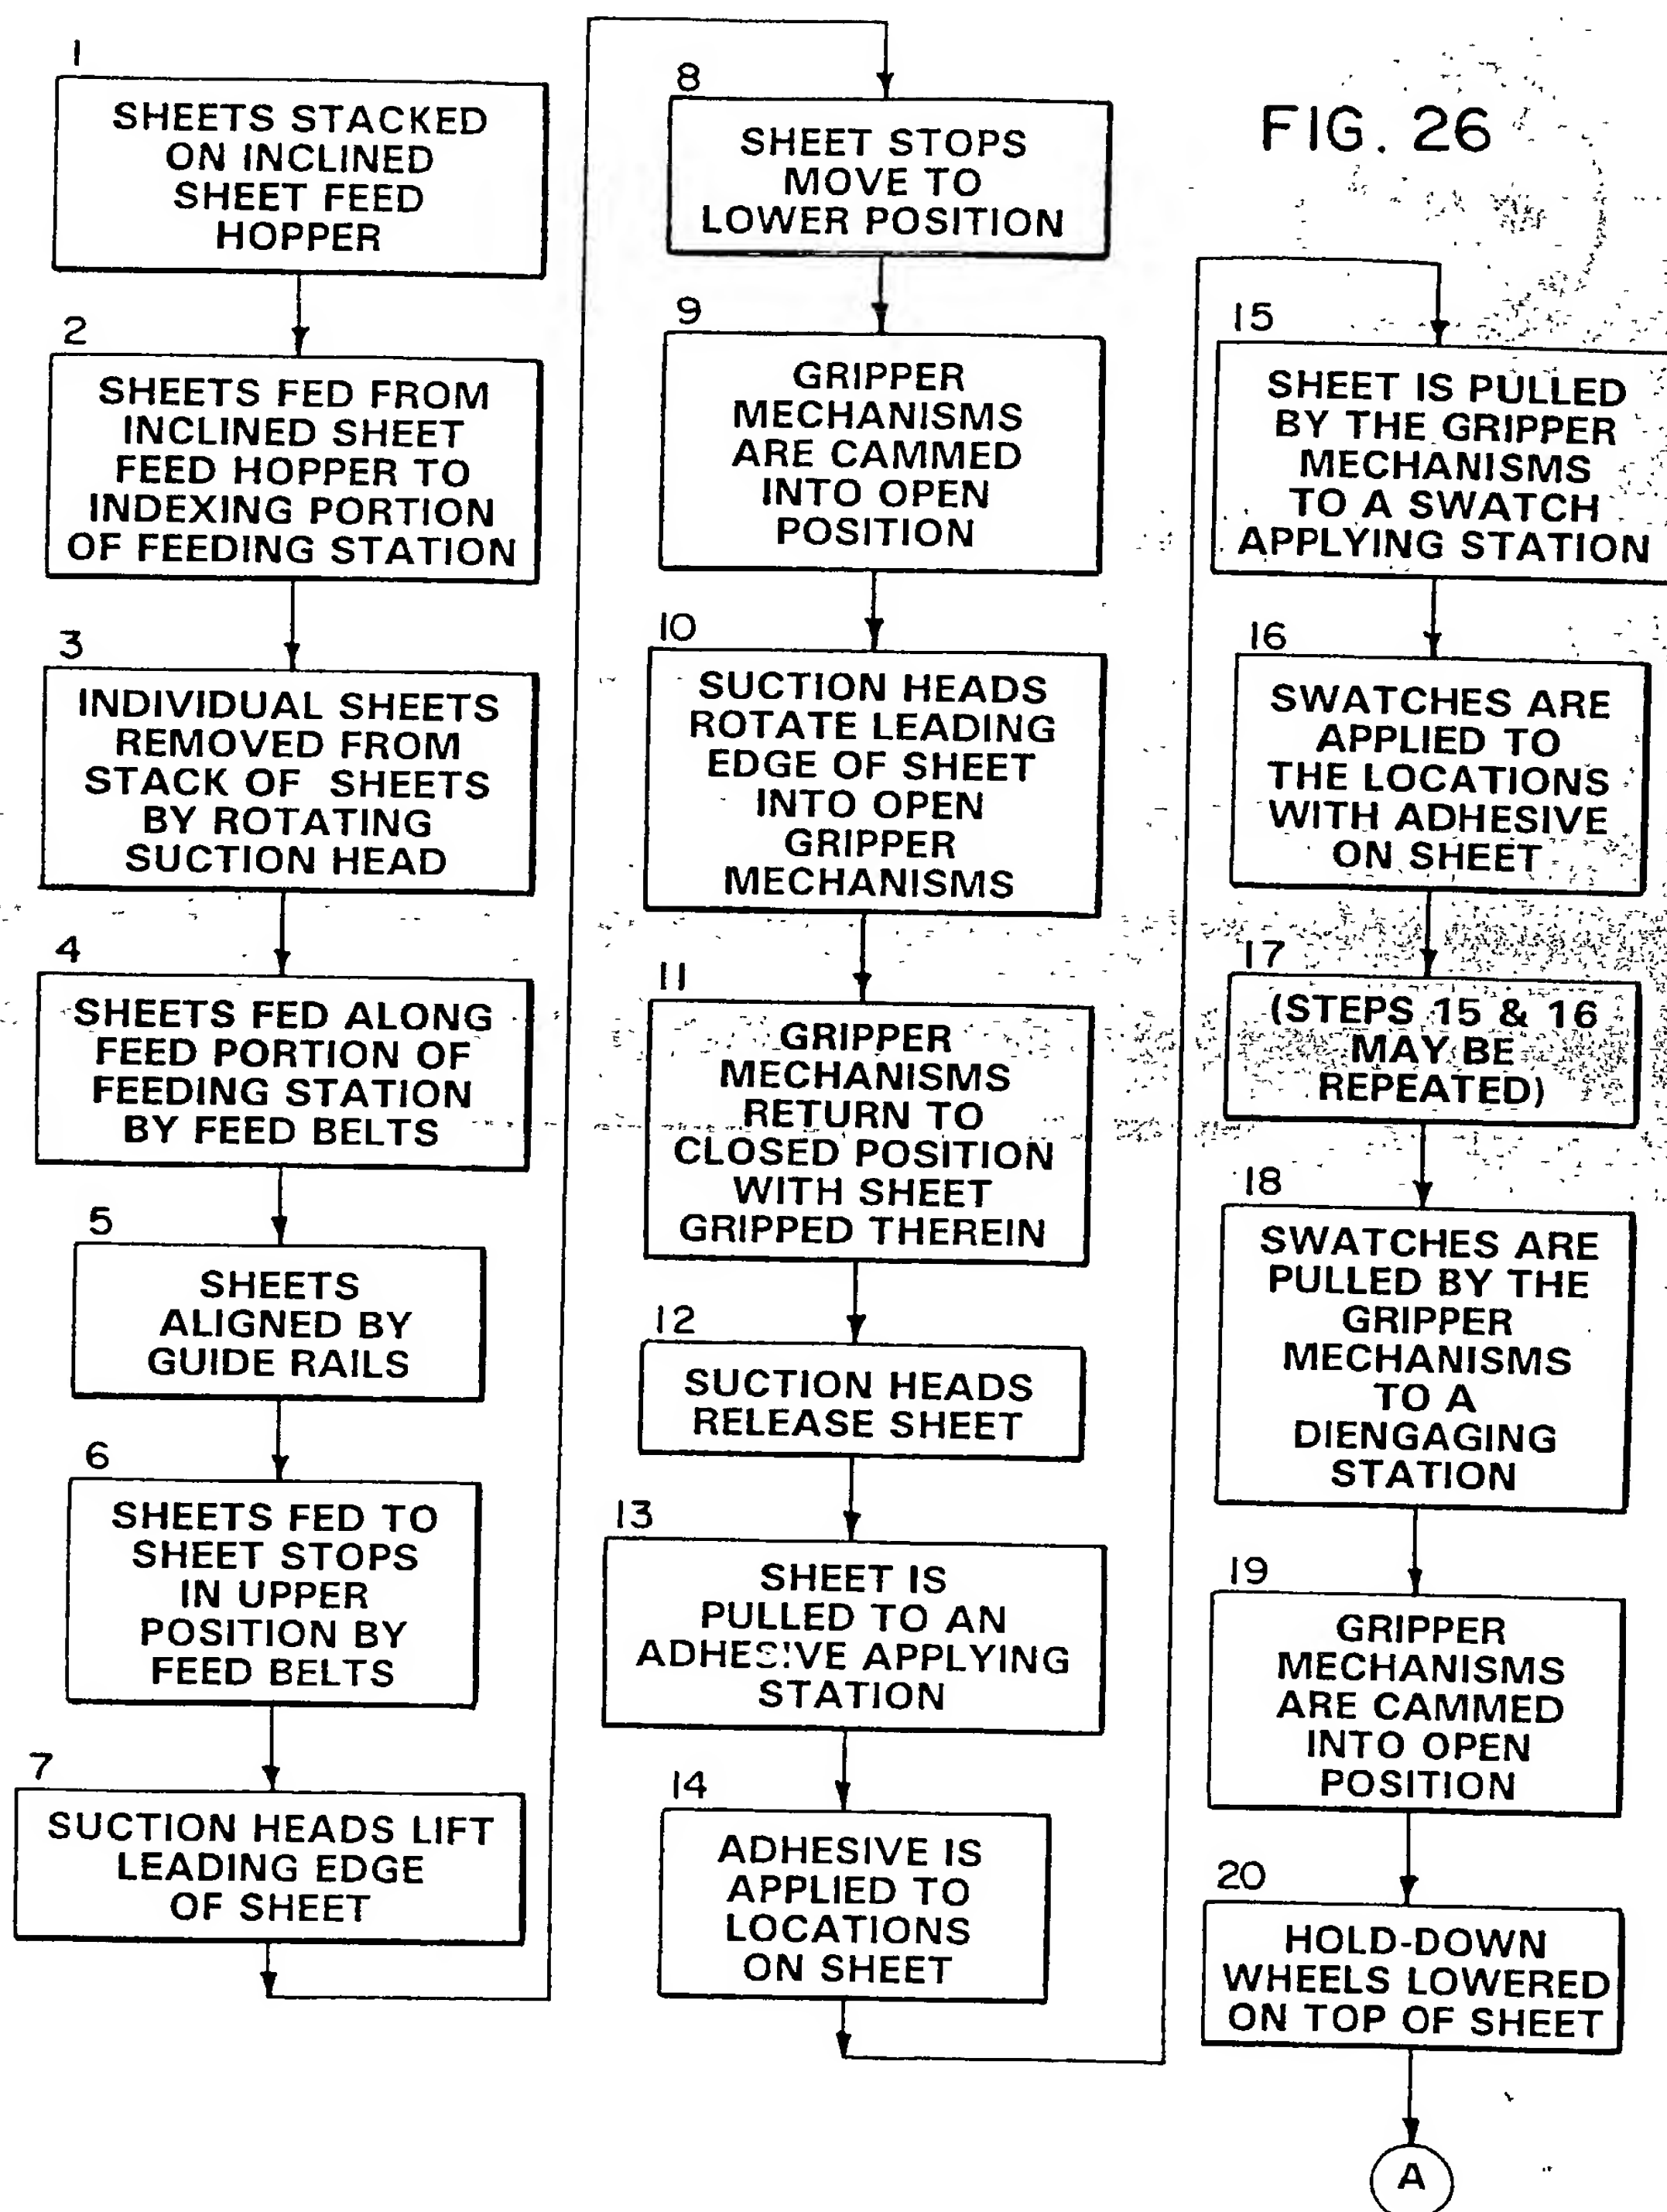 FIG. 26
1
SHEETS STACKED
ON INCLINED
SHEET FEED
HOPPER
2
SHEETS FED FROM
INCLINED SHEET
FEED HOPPER TO
INDEXING PORTION
OF FEEDING STATION
3
INDIVIDUAL SHEETS
REMOVED FROM
STACK OF SHEETS
BY ROTATING
SUCTION HEAD
4
SHEETS FED ALONG
FEED PORTION OF
FEEDING STATION
BY FEED BELTS
5
SHEETS
ALIGNED BY
GUIDE RAILS
6
SHEETS FED TO
SHEET STOPS
IN UPPER
POSITION BY
FEED BELTS
7
SUCTION HEADS LIFT
LEADING EDGE
OF SHEET
8
SHEET STOPS
MOVE TO
LOWER POSITION
9
GRIPPER
MECHANISMS
ARE CAMMED
INTO OPEN
POSITION
10
SUCTION HEADS
ROTATE LEADING
EDGE OF SHEET
INTO OPEN
GRIPPER
MECHANISMS
11
GRIPPER
MECHANISMS
RETURN TO
CLOSED POSITION
WITH SHEET
GRIPPED THEREIN
12
SUCTION HEADS
RELEASE SHEET
13
SHEET IS
PULLED TO AN
ADHESIVE APPLYING
STATION
14
ADHESIVE IS
APPLIED TO
LOCATIONS
ON SHEET
15
SHEET IS PULLED
BY THE GRIPPER
MECHANISMS
TO A SWATCH
APPLYING STATION
16
SWATCHES ARE
APPLIED TO
THE LOCATIONS
WITH ADHESIVE
ON SHEET
17
(STEPS 15 & 16
MAY BE
REPEATED)
18
SWATCHES ARE
PULLED BY THE
GRIPPER
MECHANISMS
TO A
DIENGAGING
STATION
19
GRIPPER
MECHANISMS
ARE CAMMED
INTO OPEN
POSITION
20
HOLD-DOWN
WHEELS LOWERED
ON TOP OF SHEET
A